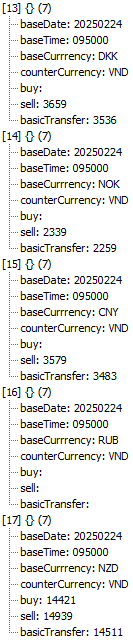 [13] {} (7)
baseDate: 20250224
baseTime: 095000
baseCurrrency: DKK
counterCurrency: VND
buy:
sell: 3659
basicTransfer: 3536
[14] {} (7)
baseDate: 20250224
baseTime: 095000
baseCurrrency: NOK
counterCurrency: VND
buy:
sell: 2339
basicTransfer: 2259
[15] {} (7)
baseDate: 20250224
baseTime: 095000
baseCurrrency: CNY
counterCurrency: VND
buy:
sell: 3579
basicTransfer: 3483
[16] {} (7)
baseDate: 20250224
baseTime: 095000
baseCurrrency: RUB
counterCurrency: VND
buy:
sell:
basicTransfer:
[17] {} (7)
baseDate: 20250224
baseTime: 095000
baseCurrrency: NZD
counterCurrency: VND
buy: 14421
sell: 14939
basicTransfer: 14511